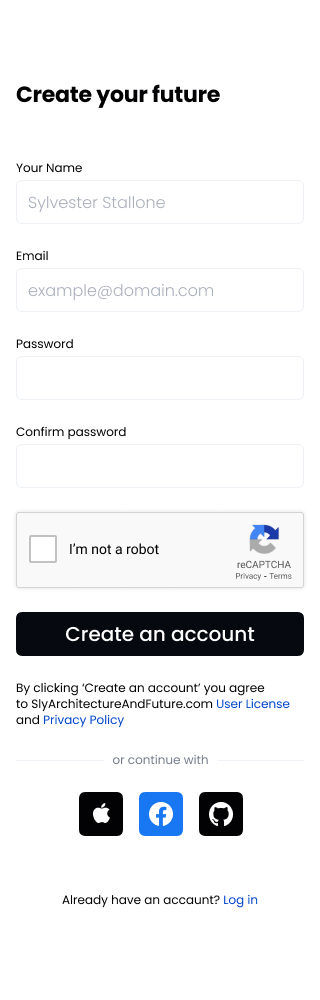 Create your future
Your Name
Sylvester Stallone
Email
example@domain.com
Password
Confirm password
I'm not a robot
reCAPTCHA
Privacy - Terms
Create an account
By clicking ‘Create an account’ you agree
to SlyArchitectureAndFuture.com User License
and Privacy Policy
or continue with
Already have an accaunt? Log in